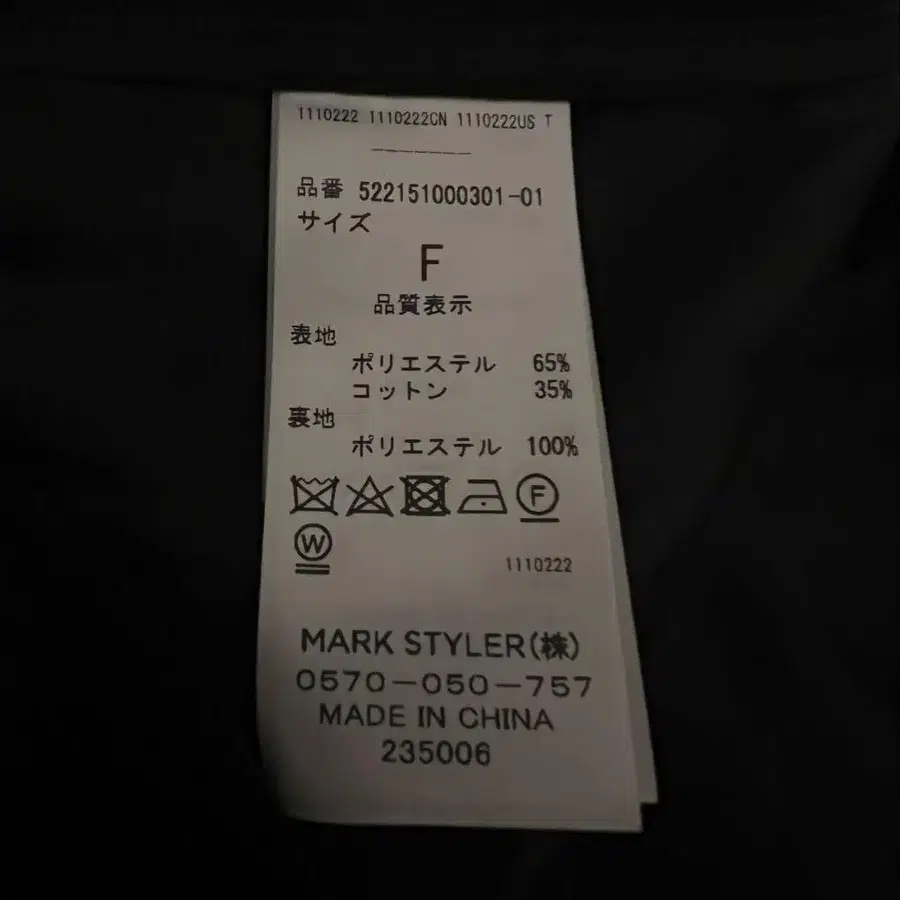 1110222 1110222CN 1110222US T
品番 522151000301-01
サイズ
F
品質表示
表地
ポリエステル 65%
コットン 35%
裏地
ポリエステル 100%
F
W
1110222
MARK STYLER(株)
0570-050-757
MADE IN CHINA
235006